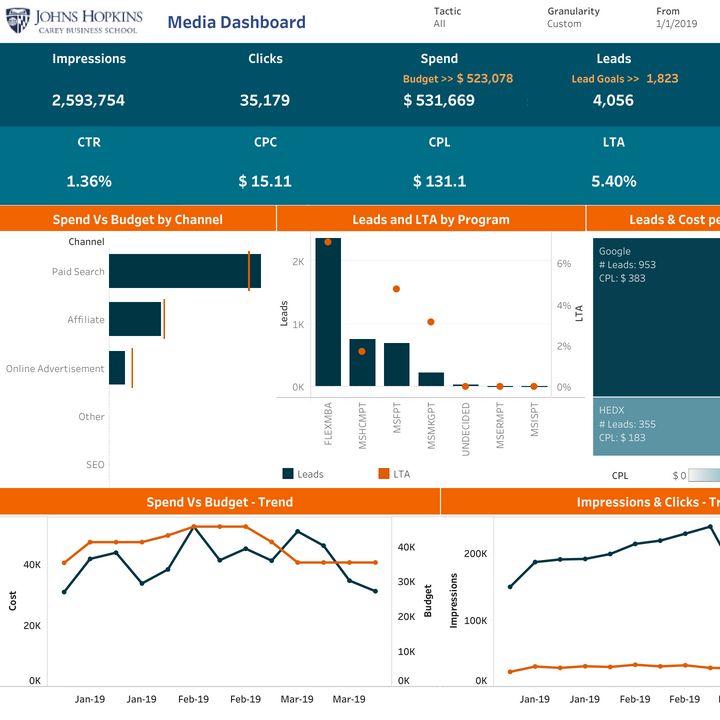 JOHNS HOPKINS
CAREY BUSINESS SCHOOL
Media Dashboard
Tactic
All
Granularity
Custom
From
1/1/2019
Impressions
2,593,754
Clicks
35,179
Spend
Budget >> $ 523,078
$ 531,669
Leads
Lead Goals >> 1,823
4,056
CTR
1.36%
CPC
$ 15.11
CPL
$ 131.1
LTA
5.40%
Spend Vs Budget by Channel
Channel
Paid Search
Affiliate
Online Advertisement
Other
SEO
Leads and LTA by Program
Leads
2K
1K
0K
6%
4%
2%
0%
LTA
FLEXMBA
MSHCMPT
MSFPT
MSMKGPT
UNDECIDED
MSERMPT
MSISPT
Leads
LTA
Leads & Cost pe
Google
# Leads: 953
CPL: $ 383
HEDX
# Leads: 355
CPL: $ 183
CPL
$ 0
Spend Vs Budget - Trend
Cost
40K
20K
0K
40K
30K
20K
10K
0K
Budget
Jan-19
Jan-19
Feb-19
Feb-19
Mar-19
Mar-19
Impressions & Clicks - Tr
Impressions
200K
100K
0K
Jan-19
Jan-19
Feb-19
Feb-19